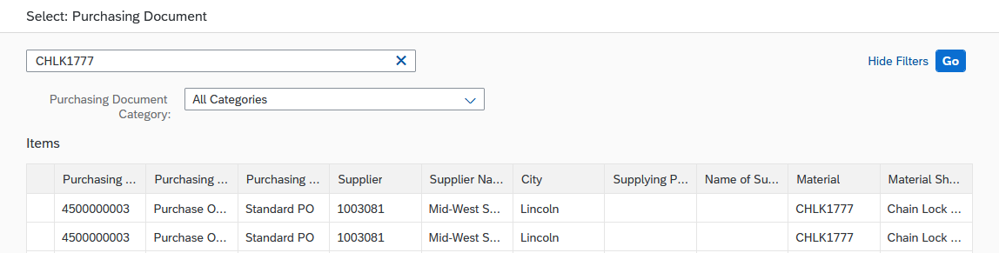 Select: Purchasing Document
CHLK1777
Hide Filters Go
Purchasing Document Category:
All Categories
Items
Purchasing ... Purchasing ... Purchasing ... Supplier Supplier Na... City Supplying P... Name of Su... Material Material Sh...
4500000003 Purchase O... Standard PO 1003081 Mid-West S... Lincoln CHLK1777 Chain Lock ...
4500000003 Purchase O... Standard PO 1003081 Mid-West S... Lincoln CHLK1777 Chain Lock ...